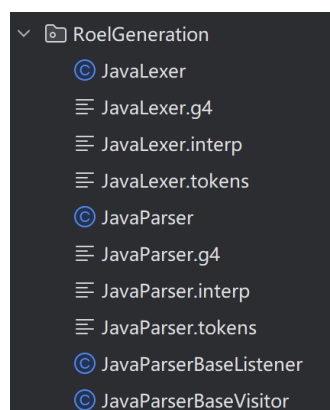 RoelGeneration
JavaLexer
JavaLexer.g4
JavaLexer.interp
JavaLexer.tokens
JavaParser
JavaParser.g4
JavaParser.interp
JavaParser.tokens
JavaParserBaseListener
JavaParserBaseVisitor